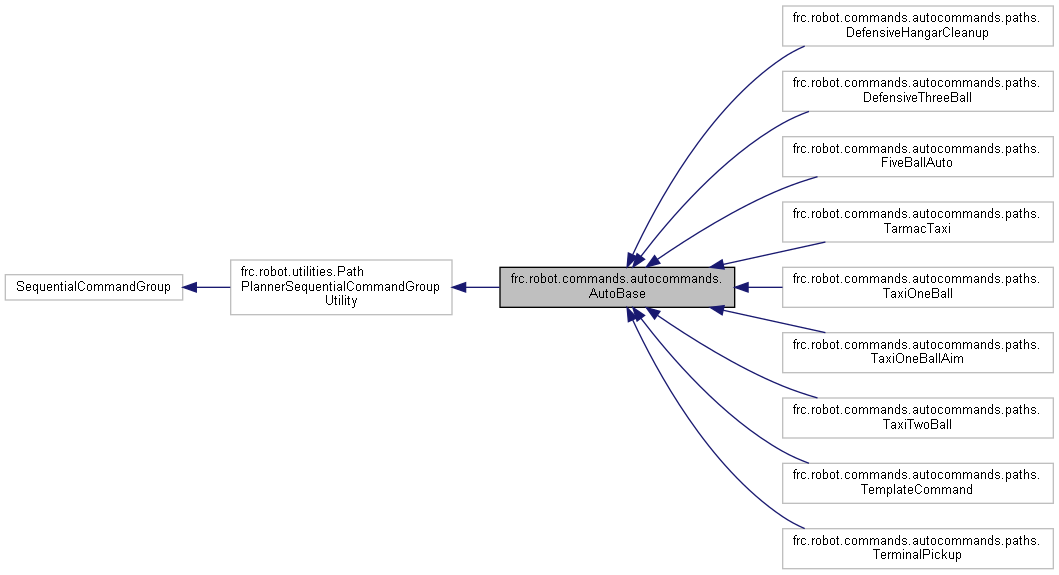 SequentialCommandGroup
frc.robot.utilities.Path
PlannerSequentialCommandGroup
Utility
frc.robot.commands.autocommands.
AutoBase
frc.robot.commands.autocommands.paths.
DefensiveHangarCleanup
frc.robot.commands.autocommands.paths.
DefensiveThreeBall
frc.robot.commands.autocommands.paths.
FiveBallAuto
frc.robot.commands.autocommands.paths.
TarmacTaxi
frc.robot.commands.autocommands.paths.
TaxiOneBall
frc.robot.commands.autocommands.paths.
TaxiOneBallAim
frc.robot.commands.autocommands.paths.
TaxiTwoBall
frc.robot.commands.autocommands.paths.
TemplateCommand
frc.robot.commands.autocommands.paths.
TerminalPickup